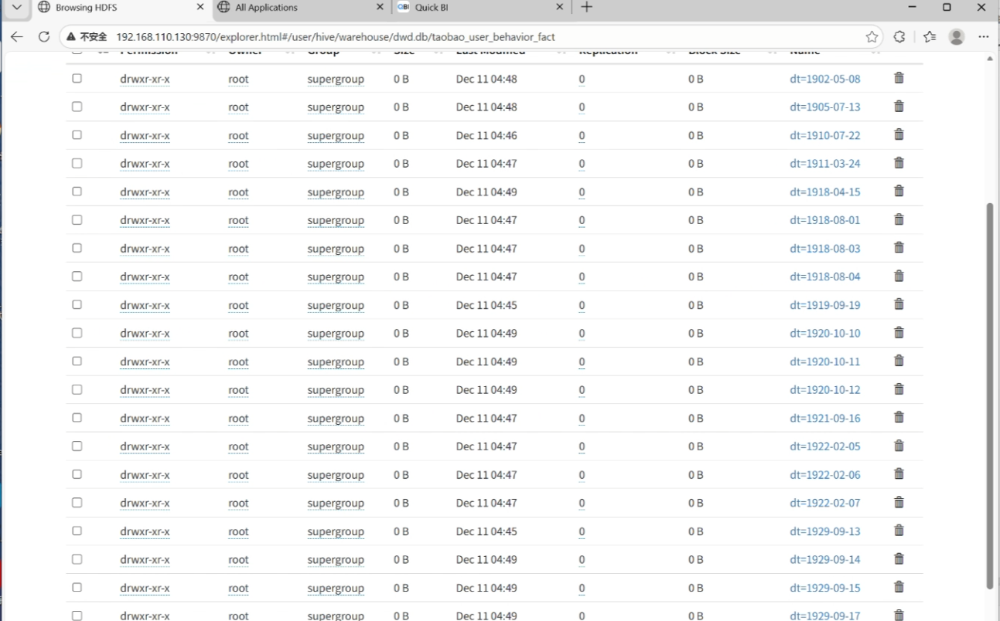 Browsing HDFS All Applications QBI Quick BI
不安全 192.168.110.130:9870/explorer.html#/user/hive/warehouse/dwd.db/taobao_user_behavior_fact
Permission Owner Group Size Last Modified Replication Block Size Name
drwxr-xr-x root supergroup 0 B Dec 11 04:48 0 0 B dt=1902-05-08
drwxr-xr-x root supergroup 0 B Dec 11 04:48 0 0 B dt=1905-07-13
drwxr-xr-x root supergroup 0 B Dec 11 04:46 0 0 B dt=1910-07-22
drwxr-xr-x root supergroup 0 B Dec 11 04:47 0 0 B dt=1911-03-24
drwxr-xr-x root supergroup 0 B Dec 11 04:49 0 0 B dt=1918-04-15
drwxr-xr-x root supergroup 0 B Dec 11 04:47 0 0 B dt=1918-08-01
drwxr-xr-x root supergroup 0 B Dec 11 04:47 0 0 B dt=1918-08-03
drwxr-xr-x root supergroup 0 B Dec 11 04:47 0 0 B dt=1918-08-04
drwxr-xr-x root supergroup 0 B Dec 11 04:45 0 0 B dt=1919-09-19
drwxr-xr-x root supergroup 0 B Dec 11 04:49 0 0 B dt=1920-10-10
drwxr-xr-x root supergroup 0 B Dec 11 04:49 0 0 B dt=1920-10-11
drwxr-xr-x root supergroup 0 B Dec 11 04:49 0 0 B dt=1920-10-12
drwxr-xr-x root supergroup 0 B Dec 11 04:47 0 0 B dt=1921-09-16
drwxr-xr-x root supergroup 0 B Dec 11 04:47 0 0 B dt=1922-02-05
drwxr-xr-x root supergroup 0 B Dec 11 04:47 0 0 B dt=1922-02-06
drwxr-xr-x root supergroup 0 B Dec 11 04:47 0 0 B dt=1922-02-07
drwxr-xr-x root supergroup 0 B Dec 11 04:45 0 0 B dt=1929-09-13
drwxr-xr-x root supergroup 0 B Dec 11 04:49 0 0 B dt=1929-09-14
drwxr-xr-x root supergroup 0 B Dec 11 04:49 0 0 B dt=1929-09-15
drwxr-xr-x root supergroup 0 B Dec 11 04:49 0 0 B dt=1929-09-17